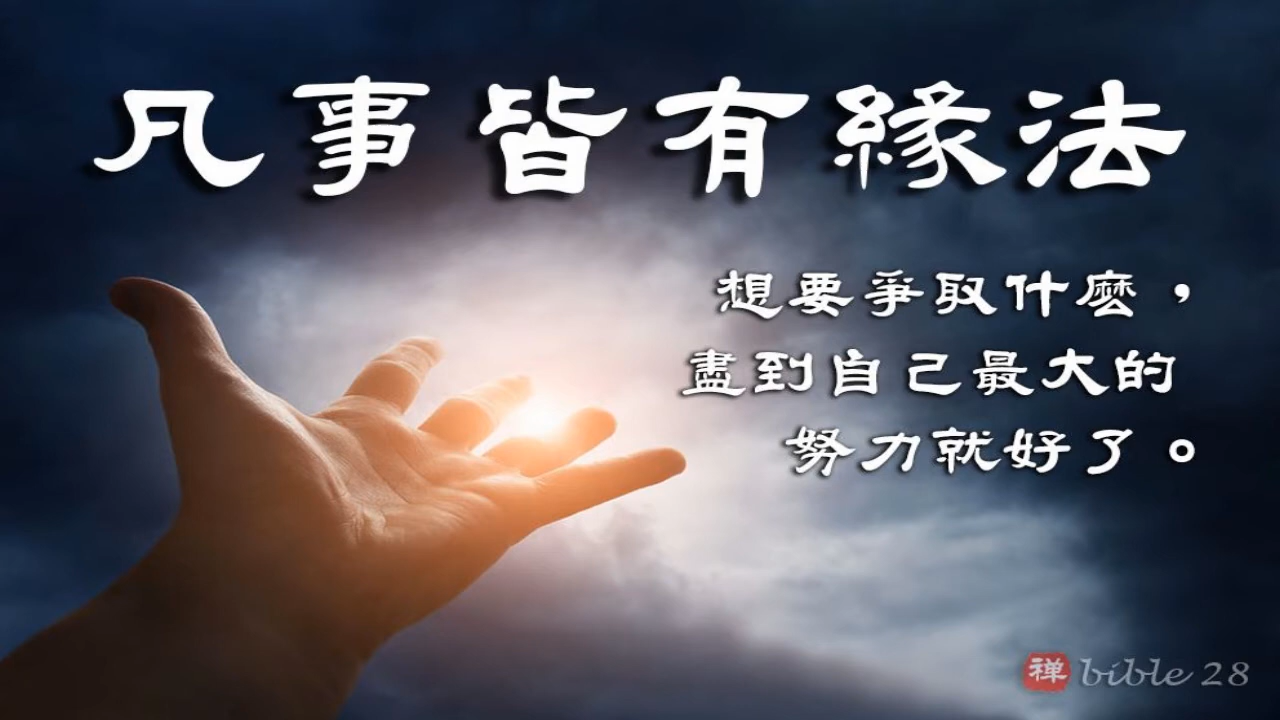 凡事皆有緣法
想要爭取什麼，
盡到自己最大的
努力就好了。
禅 bible 28